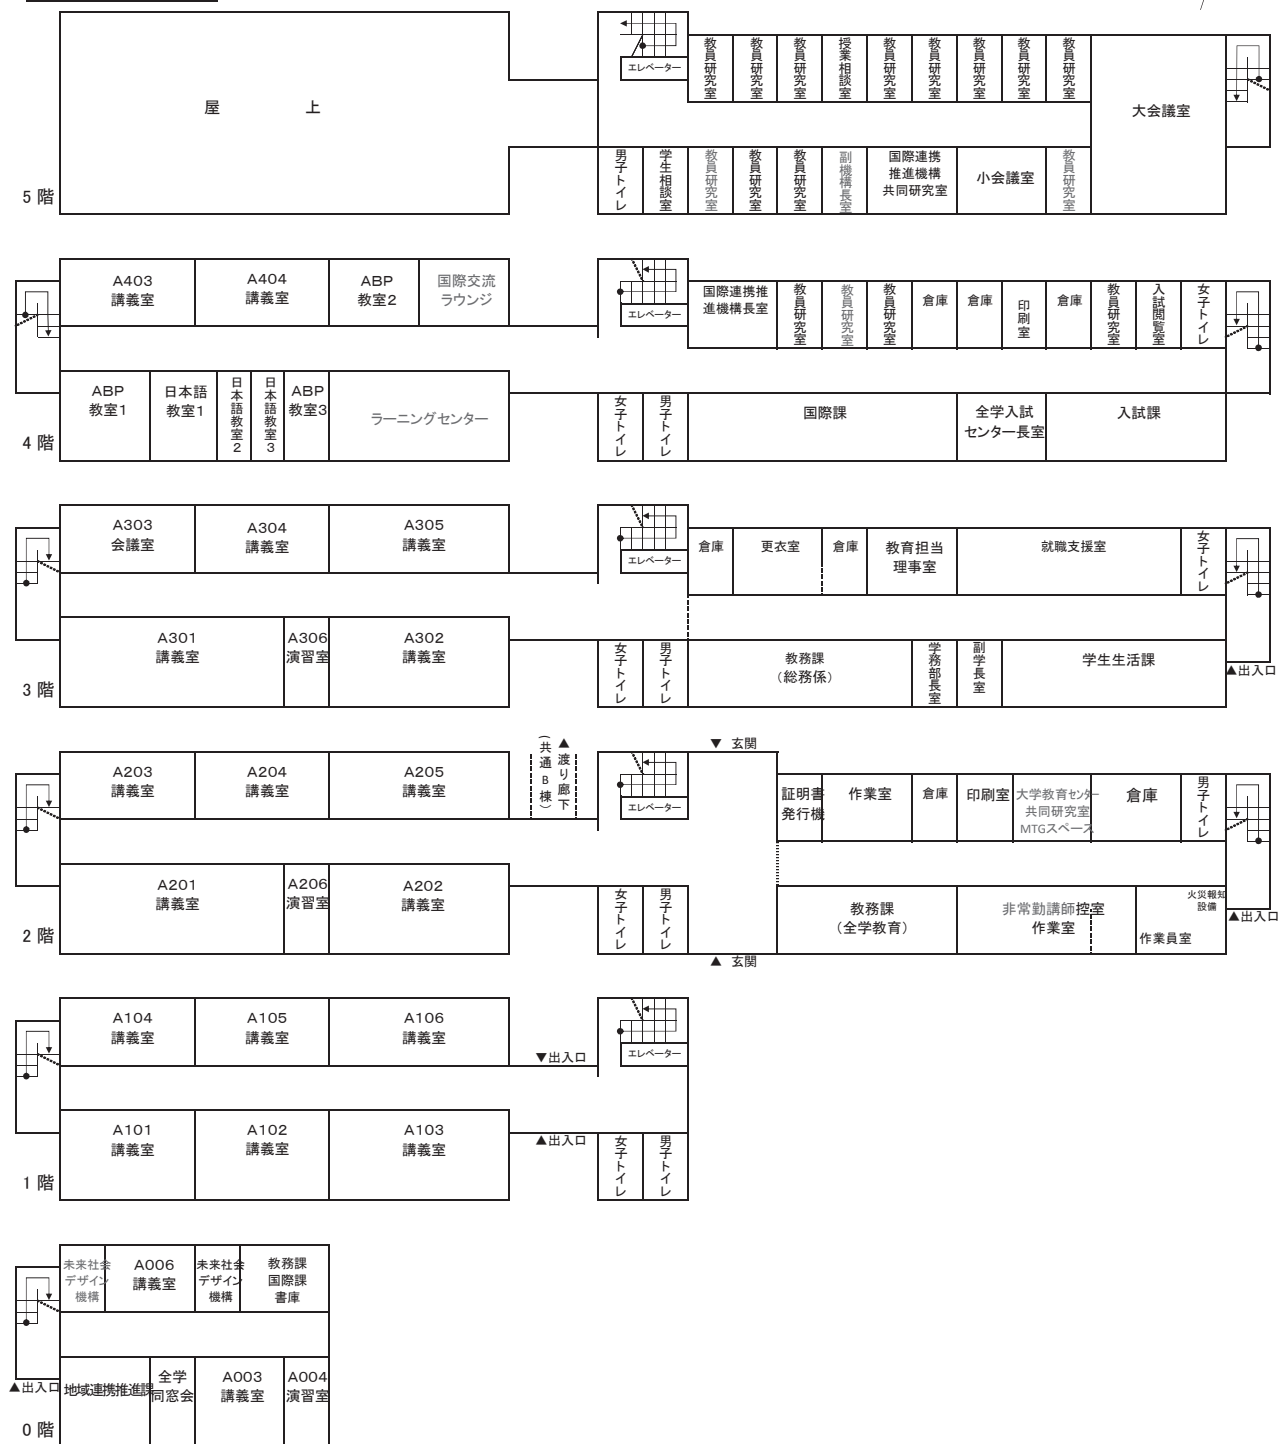 エレベーター
教員研究室
教員研究室
教員研究室
授業相談室
教員研究室
教員研究室
教員研究室
教員研究室
教員研究室
屋 上
大会議室
男子トイレ
学生相談室
教員研究室
教員研究室
教員研究室
副機構長室
国際連携
推進機構
共同研究室
小会議室
教員研究室
5 階
A403
講義室
A404
講義室
ABP
教室2
国際交流
ラウンジ
エレベーター
国際連携推
進機構長室
教員研究室
教員研究室
教員研究室
倉庫
倉庫
印刷室
倉庫
教員研究室
入試閲覧室
女子トイレ
ABP
教室1
日本語
教室1
日本語教室2
日本語教室3
ABP
教室3
ラーニングセンター
女子トイレ
男子トイレ
国際課
全学入試
センター長室
入試課
4 階
A303
会議室
A304
講義室
A305
講義室
エレベーター
倉庫
更衣室
倉庫
教育担当
理事室
就職支援室
女子トイレ
A301
講義室
A306
演習室
A302
講義室
女子トイレ
男子トイレ
教務課
(総務係)
学務部長室
副学長室
学生生活課
▲出入口
3 階
A203
講義室
A204
講義室
A205
講義室
▲渡り廊下
(共通B棟)
エレベーター
▼ 玄関
証明書
発行機
作業室
倉庫
印刷室
大学教育センター
共同研究室
MTGスペース
倉庫
男子トイレ
A201
講義室
A206
演習室
A202
講義室
女子トイレ
男子トイレ
教務課
(全学教育)
非常勤講師控室
作業室
火災報知
設備
作業員室
▲出入口
▲ 玄関
2 階
A104
講義室
A105
講義室
A106
講義室
▼出入口
エレベーター
A101
講義室
A102
講義室
A103
講義室
▲出入口
女子トイレ
男子トイレ
1 階
未来社会
デザイン
機構
A006
講義室
未来社会
デザイン
機構
教務課
国際課
書庫
▲出入口
地域連携推進課
全学
同窓会
A003
講義室
A004
演習室
0 階